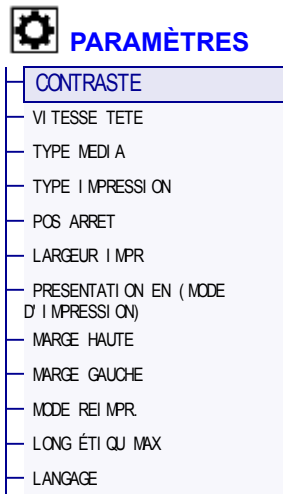 PARAMÈTRES
CONTRASTE
VITESSE TETE
TYPE MEDIA
TYPE IMPRESSION
POS ARRET
LARGEUR IMPR
PRESENTATION EN (MODE
D'IMPRESSION)
MARGE HAUTE
MARGE GAUCHE
MODE REIMPR.
LONG ÉTIQU MAX
LANGAGE